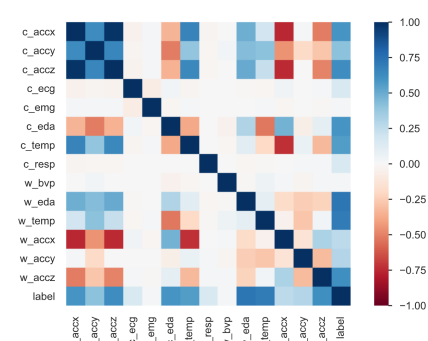 c_accx
c_accy
c_accz
c_ecg
c_emg
c_eda
c_temp
c_resp
w_bvp
w_eda
w_temp
w_accx
w_accy
w_accz
label
_accx
_accy
_accz
_ecg
_emg
_eda
temp
_resp
_bvp
_eda
temp
_accx
_accy
_accz
label
1.00
0.75
0.50
0.25
0.00
−0.25
−0.50
−0.75
−1.00